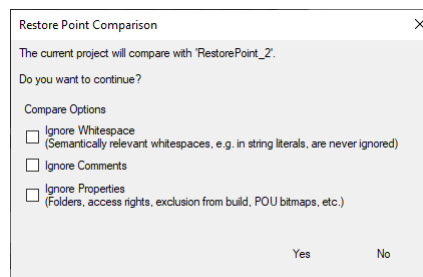 Restore Point Comparison
The current project will compare with 'RestorePoint_2'.
Do you want to continue?
Compare Options
Ignore Whitespace
(Semantically relevant whitespaces, e.g. in string literals, are never ignored)
Ignore Comments
Ignore Properties
(Folders, access rights, exclusion from build, POU bitmaps, etc.)
Yes No